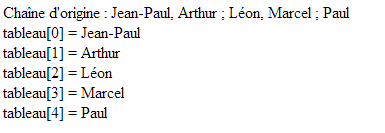 Chaîne d'origine : Jean-Paul, Arthur ; Léon, Marcel ; Paul
tableau[0] = Jean-Paul
tableau[1] = Arthur
tableau[2] = Léon
tableau[3] = Marcel
tableau[4] = Paul